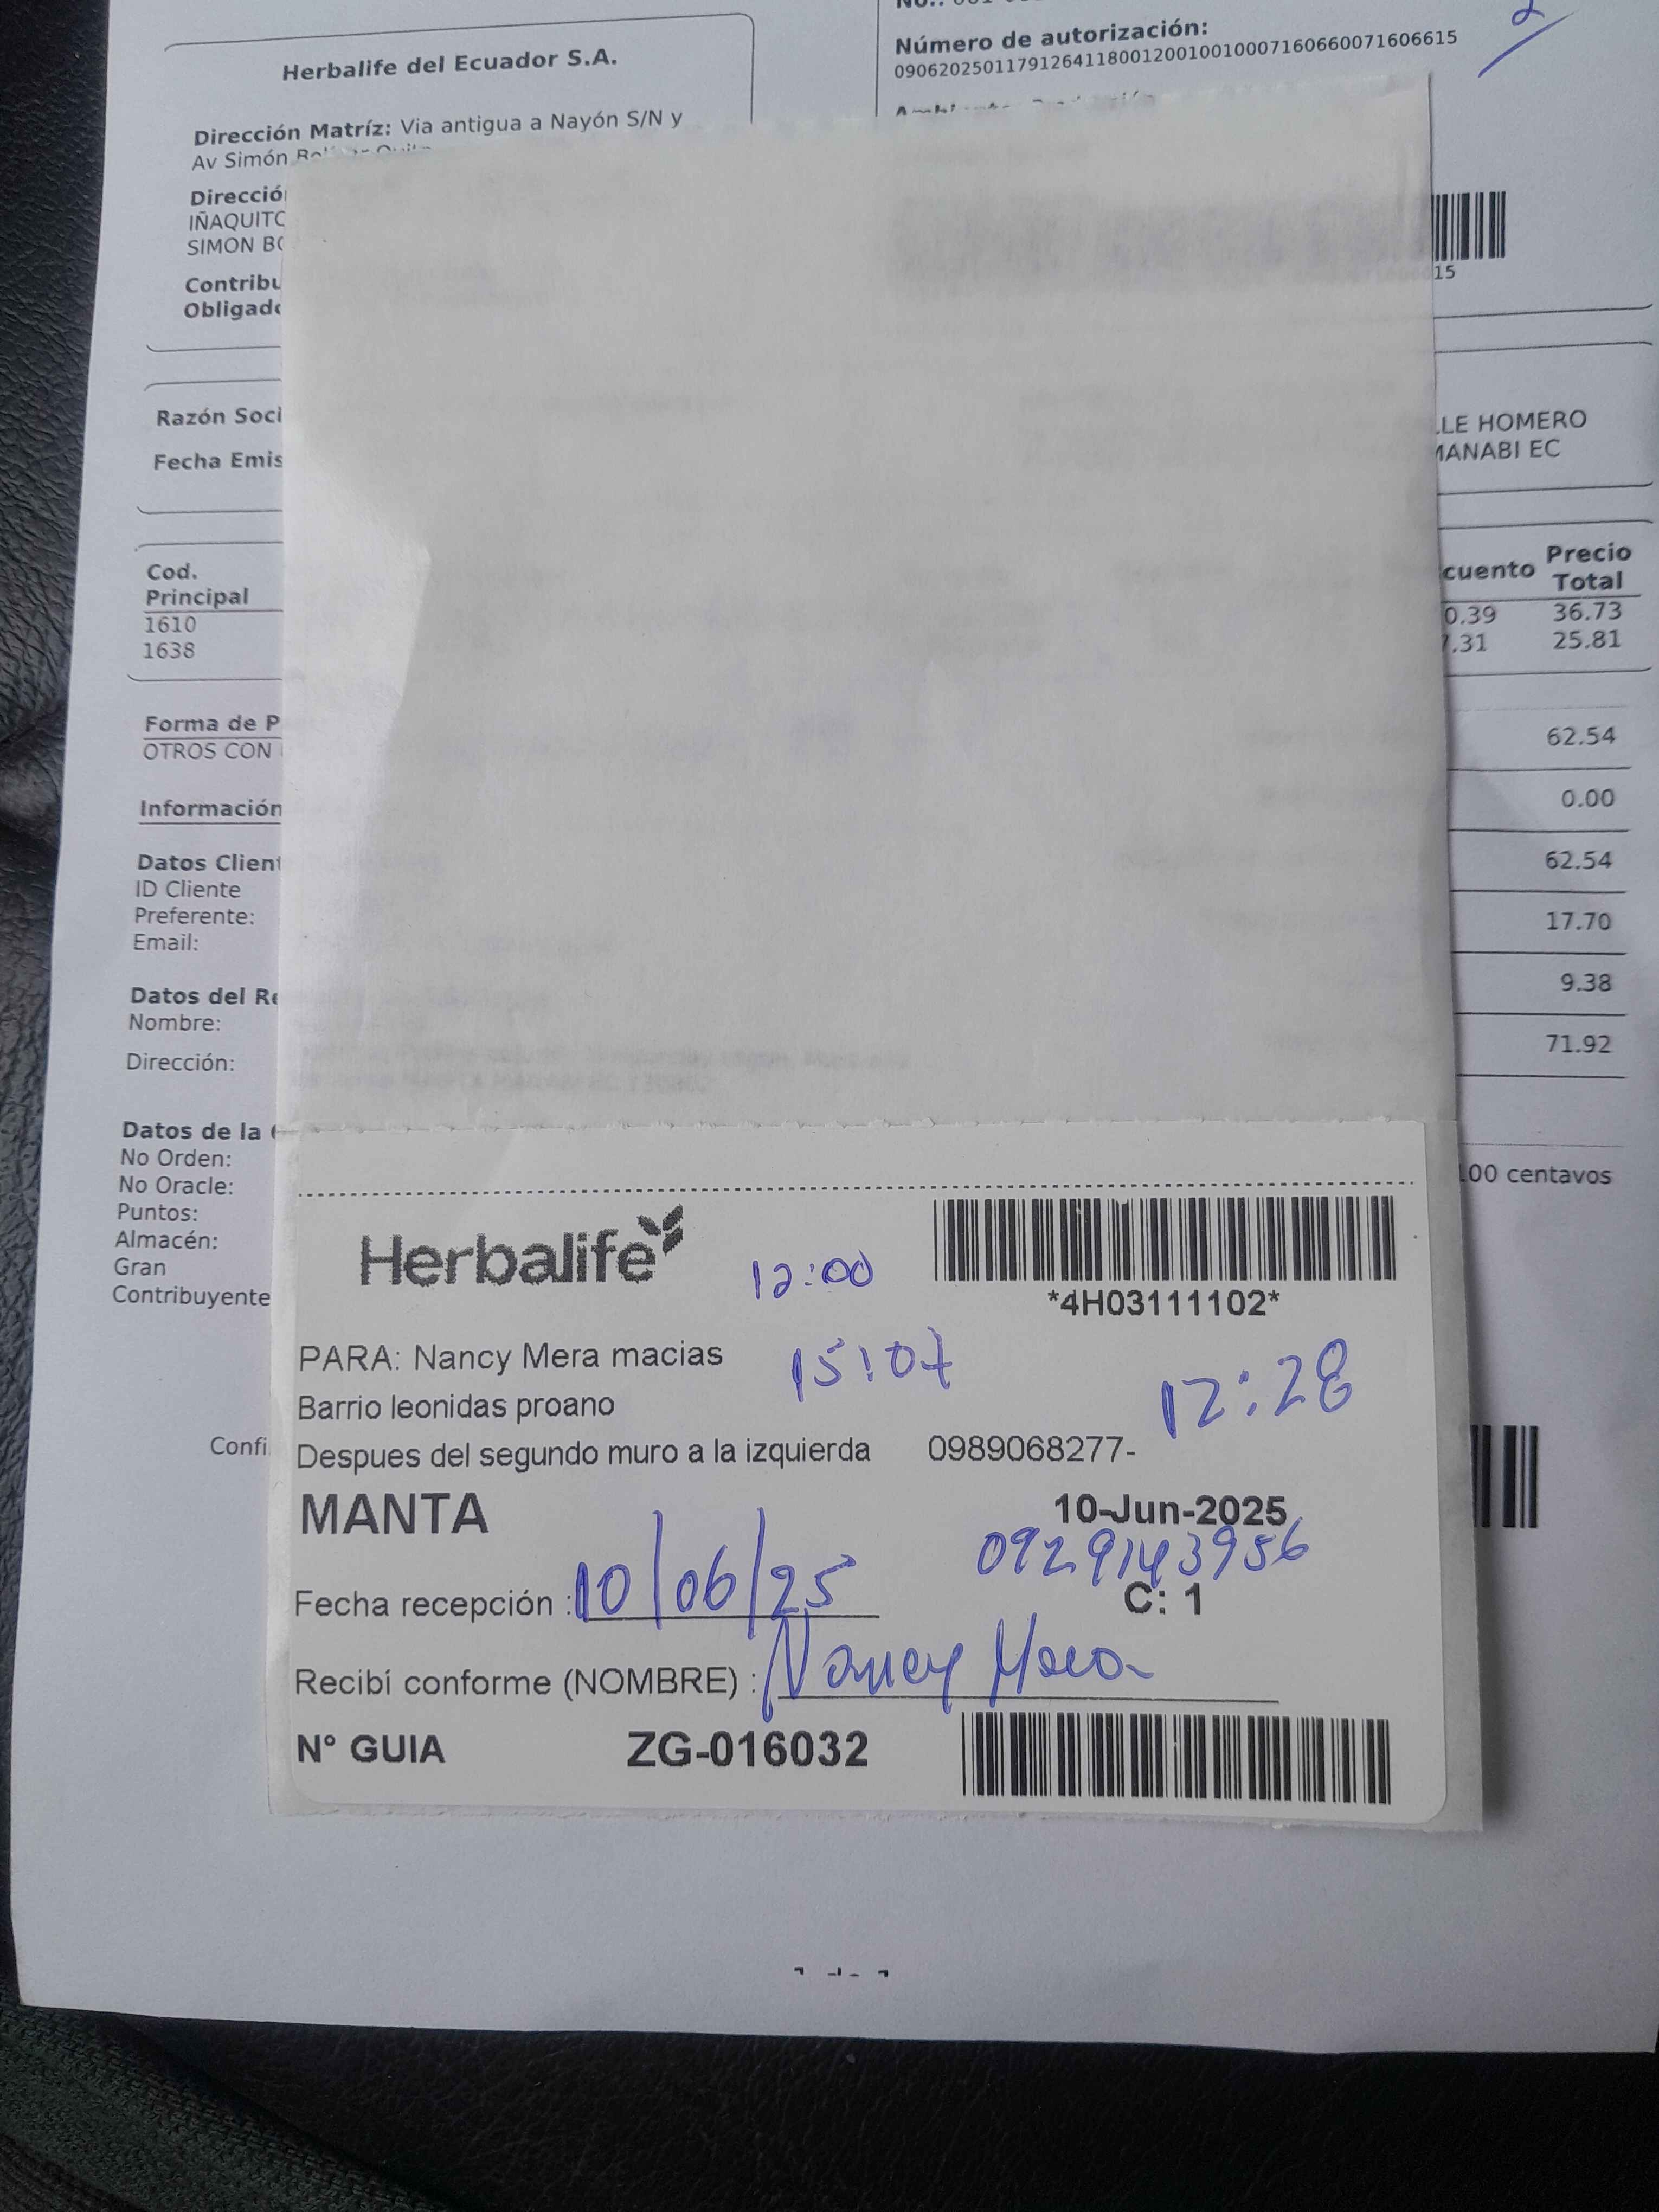 Herbalife del Ecuador S.A.
Dirección Matríz: Via antigua a Nayón S/N y
Av Simón
IÑAQUITO
SIMON
Número de autorización:
0906202501179126411800120010010007160660071606615
15
Razón Soci
Fecha Emis
LLE HOMERO
MANABI EC
Cod.
Principal
cuento
Precio
Total
1610
0.39 36.73
1638
7.31 25.81
Forma de P
OTROS CON
62.54
Información
0.00
Datos Client
62.54
ID Cliente
Preferente:
17.70
Email:
Datos del Re
9.38
Nombre:
Dirección:
71.92
Datos de la
No Orden:
No Oracle:
100 centavos
Puntos:
Almacén:
Gran
Contribuyente
Confi
Herbalife
12:00
*4H03111102*
PARA: Nancy Mera macias
15:07
12:28
Barrio leonidas proano
Despues del segundo muro a la izquierda 0989068277-
MANTA
10-Jun-2025
0929143956
C: 1
Fecha recepción : 10/06/25
Recibí conforme (NOMBRE) : Nancy Mera
N° GUIA ZG-016032